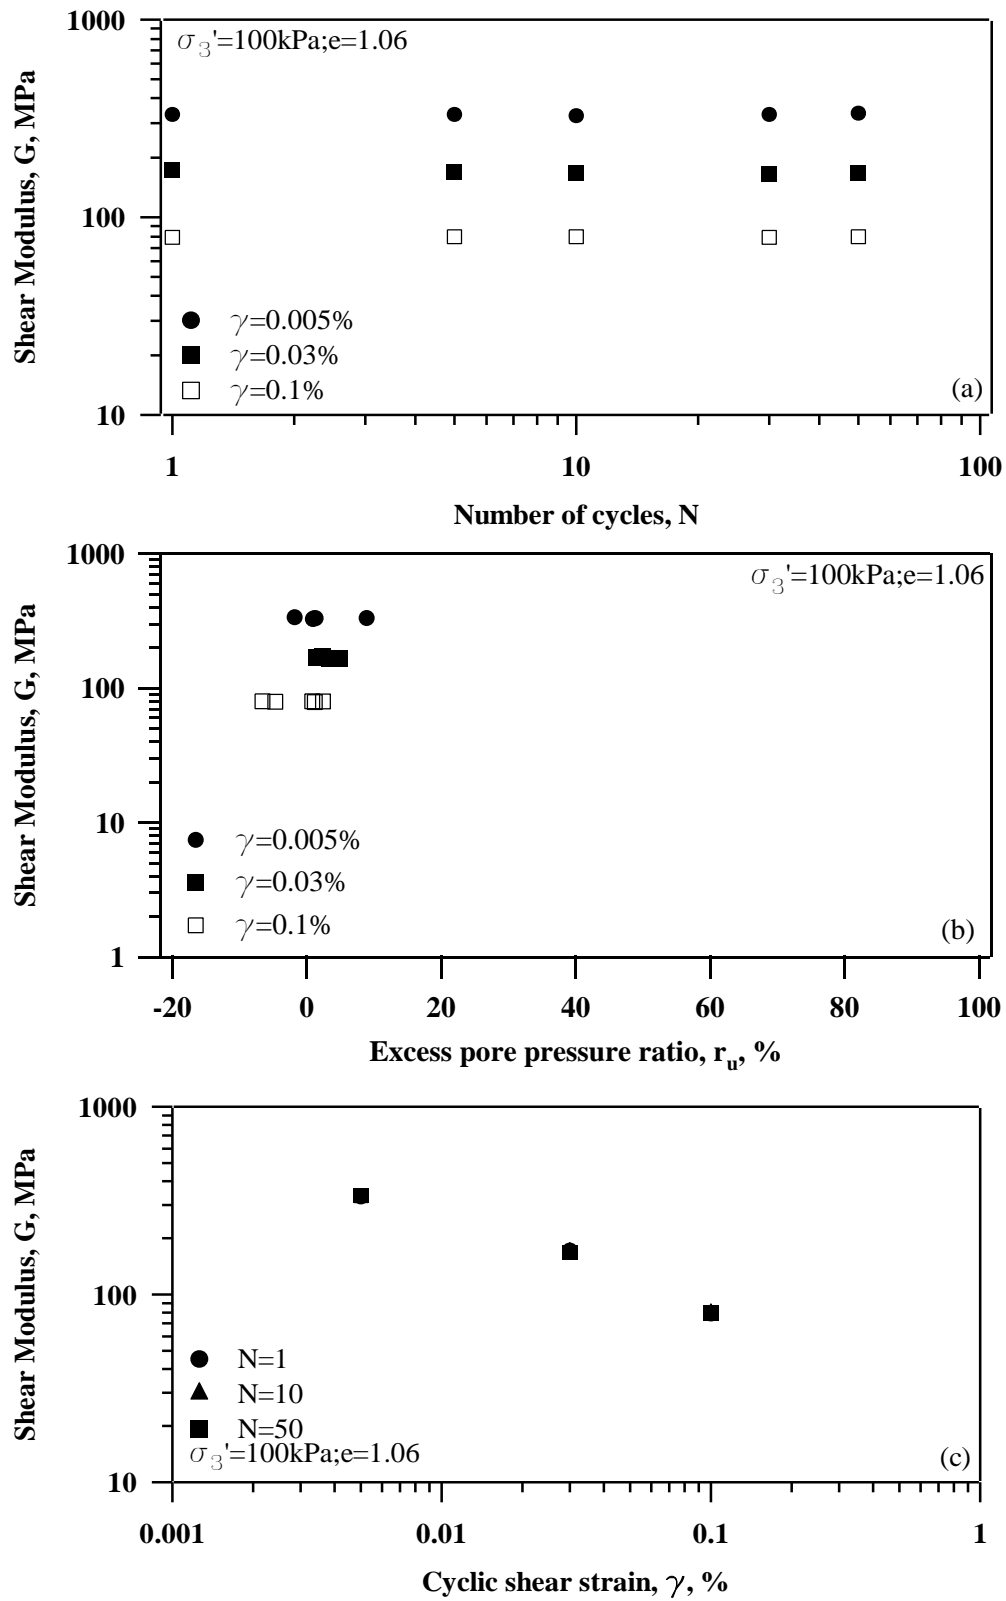 1000
σ3'=100kPa;e=1.06
Shear Modulus, G, MPa
100
γ=0.005%
γ=0.03%
γ=0.1%
(a)
10
1 10 100
Number of cycles, N
1000
σ3'=100kPa;e=1.06
Shear Modulus, G, MPa
100
10
γ=0.005%
γ=0.03%
γ=0.1%
(b)
1
-20 0 20 40 60 80 100
Excess pore pressure ratio, ru, %
1000
Shear Modulus, G, MPa
100
N=1
N=10
N=50
σ3'=100kPa;e=1.06
(c)
10
0.001 0.01 0.1 1
Cyclic shear strain, γ, %